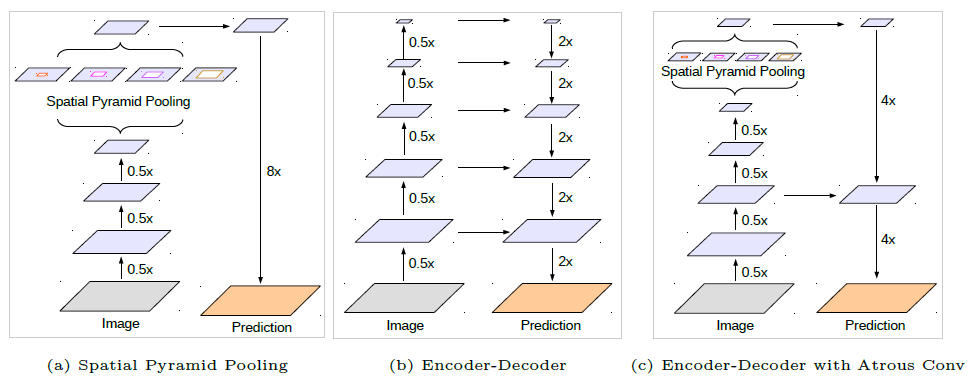 8x
Spatial Pyramid Pooling
0.5x
0.5x
0.5x
Image
Prediction
(a) Spatial Pyramid Pooling
0.5x
0.5x
0.5x
0.5x
0.5x
2x
2x
2x
2x
2x
Image
Prediction
(b) Encoder-Decoder
Spatial Pyramid Pooling
0.5x
0.5x
0.5x
0.5x
4x
4x
Image
Prediction
(c) Encoder-Decoder with Atrous Conv